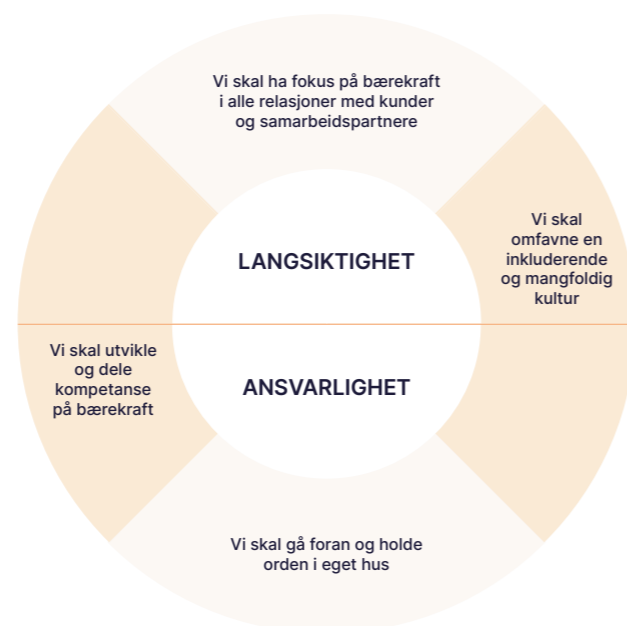 Vi skal ha fokus på bærekraft
i alle relasjoner med kunder
og samarbeidspartnere
Vi skal
omfavne en
inkluderende
og mangfoldig
kultur
LANGSIKTIGHET
Vi skal utvikle
og dele
kompetanse
på bærekraft
ANSVARLIGHET
Vi skal gå foran og holde
orden i eget hus